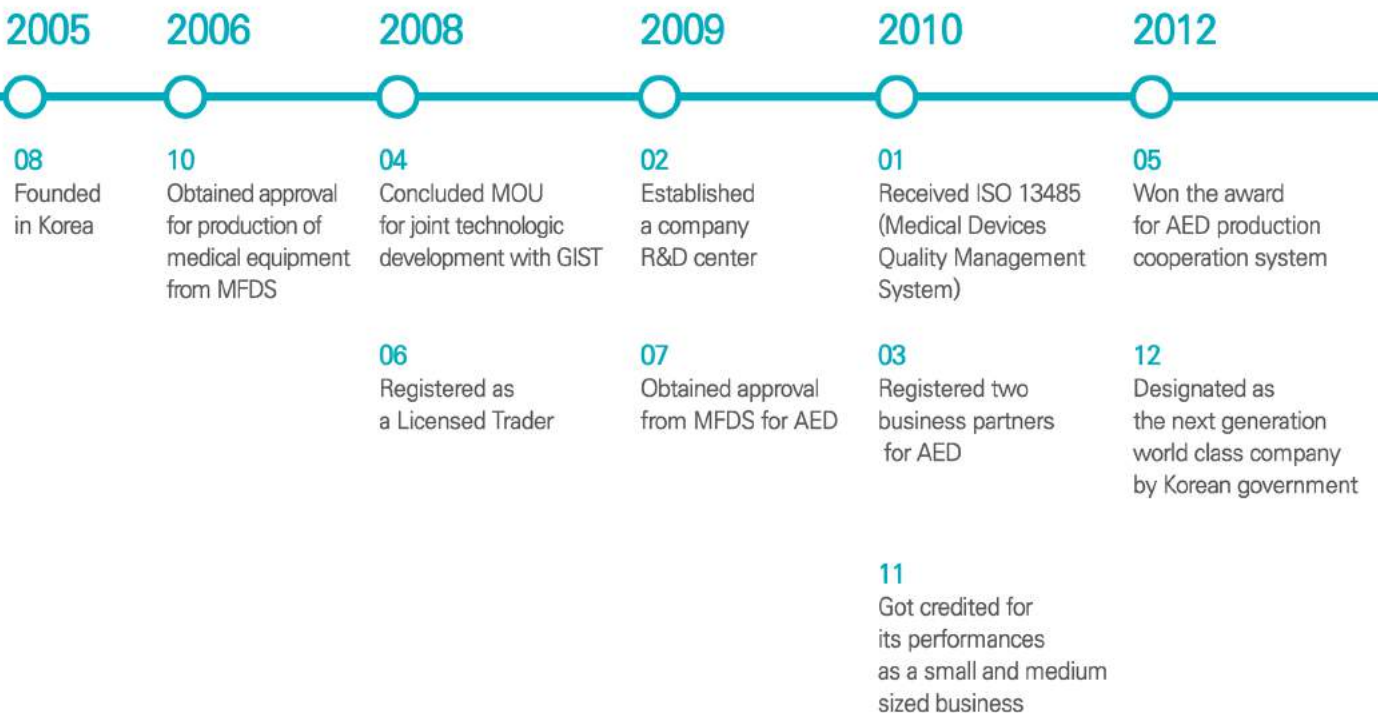 2005
08
Founded
in Korea
2006
10
Obtained approval
for production of
medical equipment
from MFDS
2008
04
Concluded MOU
for joint technologic
development with GIST
06
Registered as
a Licensed Trader
2009
02
Established
a company
R&D center
07
Obtained approval
from MFDS for AED
2010
01
Received ISO 13485
(Medical Devices
Quality Management
System)
03
Registered two
business partners
for AED
11
Got credited for
its performances
as a small and medium
sized business
2012
05
Won the award
for AED production
cooperation system
12
Designated as
the next generation
world class company
by Korean government